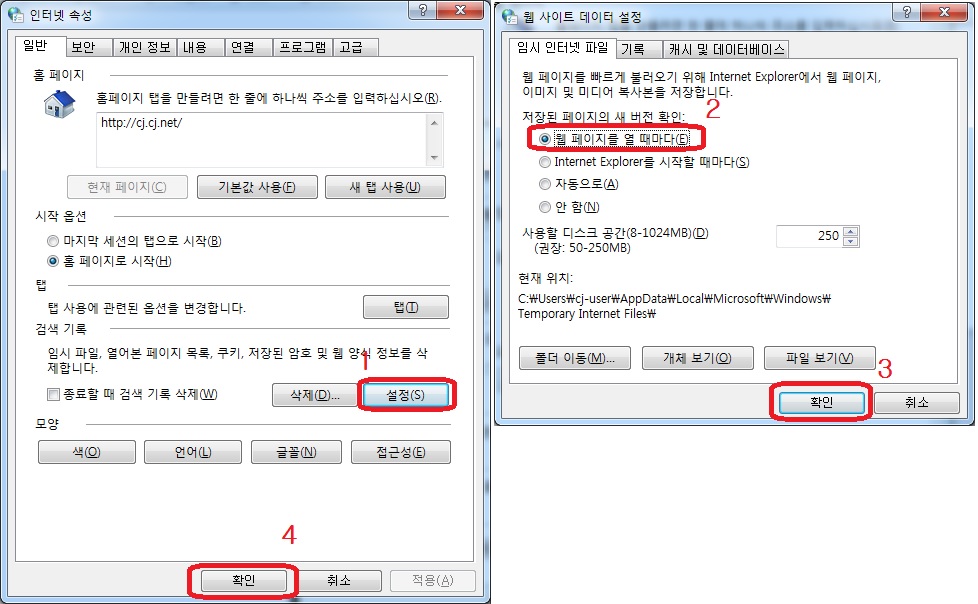 인터넷 속성
일반 보안 개인 정보 내용 연결 프로그램 고급
홈 페이지
홈페이지 탭을 만들려면 한 줄에 하나씩 주소를 입력하십시오(R).
http://cj.cj.net/
현재 페이지(C) 기본값 사용(F) 새 탭 사용(U)
시작 옵션
마지막 세션의 탭으로 시작(B)
홈 페이지로 시작(H)
탭
탭 사용에 관련된 옵션을 변경합니다. 탭(T)
검색 기록
임시 파일, 열어본 페이지 목록, 쿠키, 저장된 암호 및 웹 양식 정보를 삭
제합니다.
1
종료할 때 검색 기록 삭제(W) 삭제(D)... 설정(S)
모양
색(O) 언어(L) 글꼴(N) 접근성(E)
4
확인 취소 적용(A)
웹 사이트 데이터 설정
임시 인터넷 파일 기록 캐시 및 데이터베이스
웹 페이지를 빠르게 불러오기 위해 Internet Explorer에서 웹 페이지,
이미지 및 미디어 복사본을 저장합니다.
2
저장된 페이지의 새 버전 확인:
웹 페이지를 열 때마다(E)
Internet Explorer를 시작할 때마다(S)
자동으로(A)
안 함(N)
사용할 디스크 공간(8-1024MB)(D) 250
(권장: 50-250MB)
현재 위치:
C:₩Users₩cj-user₩AppData₩Local₩Microsoft₩Windows₩
Temporary Internet Files₩
폴더 이동(M)... 개체 보기(O) 파일 보기(V)
3
확인 취소